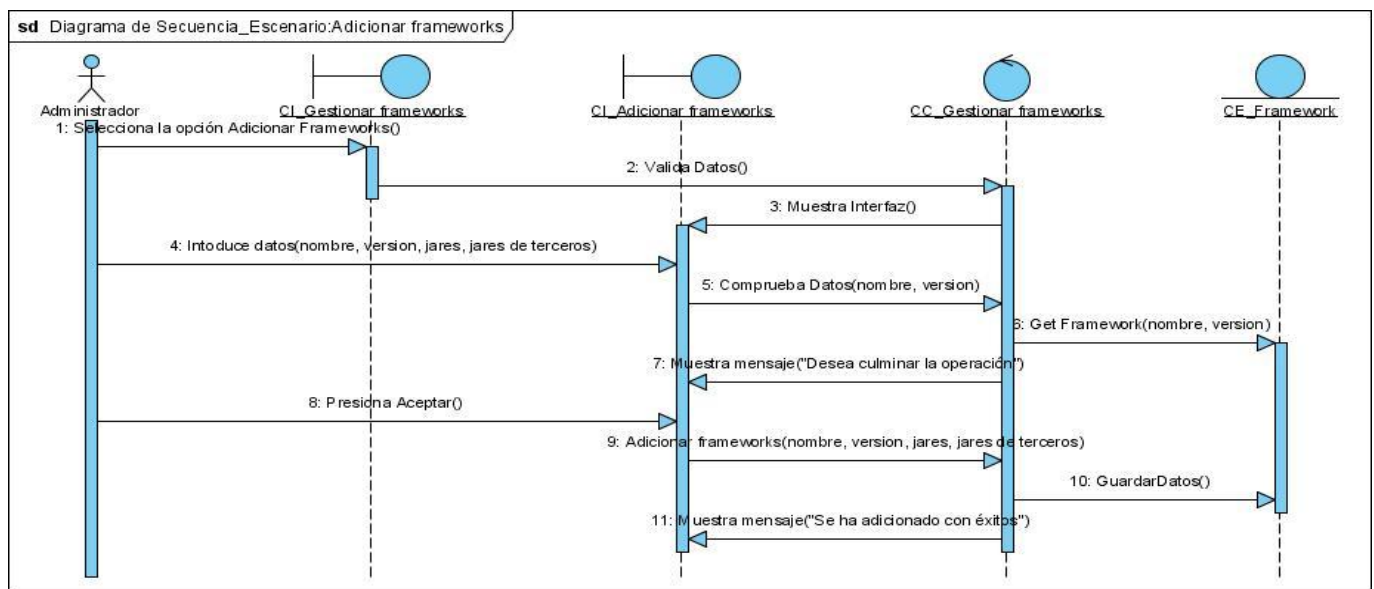 sd Diagrama de Secuencia_Escenario:Adicionar frameworks
Administrador
CI_Gestionar frameworks
CI_Adicionar frameworks
CC_Gestionar frameworks
CE_Framework
1: Selecciona la opción Adicionar Frameworks()
2: Valida Datos()
3: Muestra Interfaz()
4: Intoduce datos(nombre, version, jares, jares de terceros)
5: Comprueba Datos(nombre, version)
6: Get Framework(nombre, version)
7: Muestra mensaje("Desea culminar la operación")
8: Presiona Aceptar()
9: Adicionar frameworks(nombre, version, jares, jares de terceros)
10: GuardarDatos()
11: Muestra mensaje("Se ha adicionado con éxitos")